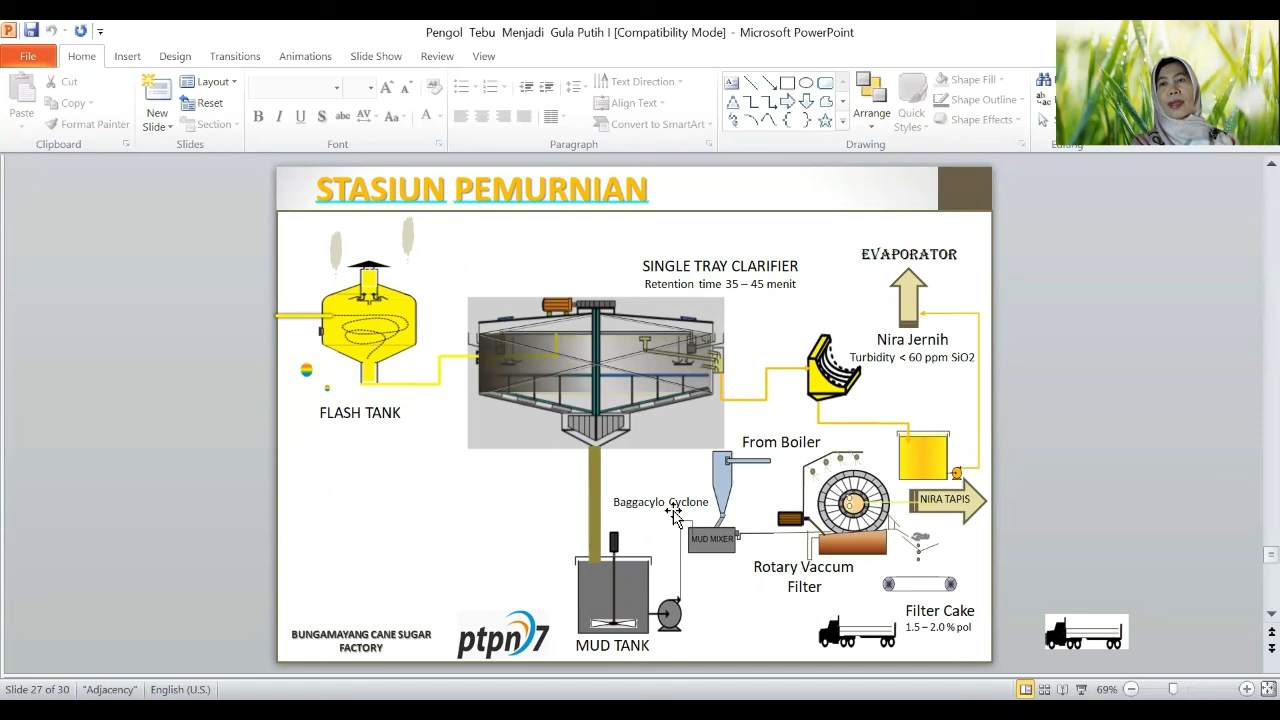 Pengol Tebu Menjadi Gula Putih I [Compatibility Mode] - Microsoft PowerPoint
File Home Insert Design Transitions Animations Slide Show Review View
Paste
Cut
Copy
Format Painter
Clipboard
New Slide
Layout
Reset
Section
Slides
B I U S abc AV Aa A
Font
Text Direction
Align Text
Convert to SmartArt
Paragraph
Arrange
Quick Styles
Shape Fill
Shape Outline
Shape Effects
Drawing
Editing
STASIUN PEMURNIAN
EVAPORATOR
SINGLE TRAY CLARIFIER
Retention time 35 – 45 menit
Nira Jernih
Turbidity < 60 ppm SiO2
FLASH TANK
From Boiler
Baggacylo Cyclone
NIRA TAPIS
MUD MIXER
Rotary Vaccum
Filter
Filter Cake
1.5 – 2.0 % pol
BUNGAMAYANG CANE SUGAR
FACTORY
ptpn7
MUD TANK
Slide 27 of 30 "Adjacency" English (U.S.) 69%